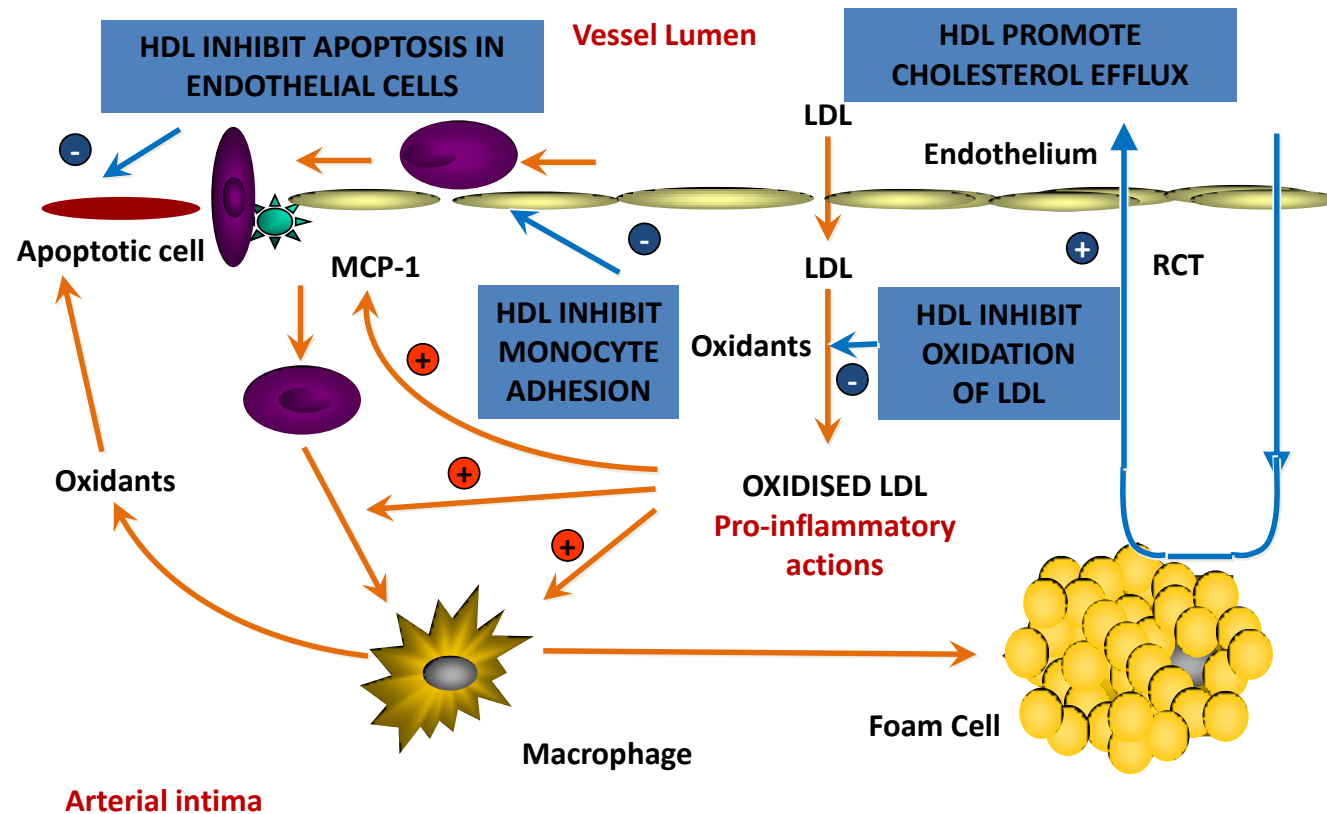 HDL INHIBIT APOPTOSIS IN
ENDOTHELIAL CELLS
Vessel Lumen
HDL PROMOTE
CHOLESTEROL EFFLUX
LDL
Endothelium
-
Apoptotic cell
MCP-1
-
LDL
+
RCT
HDL INHIBIT
MONOCYTE
ADHESION
Oxidants
HDL INHIBIT
OXIDATION
OF LDL
+
-
Oxidants
+
OXIDISED LDL
Pro-inflammatory
actions
+
Macrophage
Foam Cell
Arterial intima